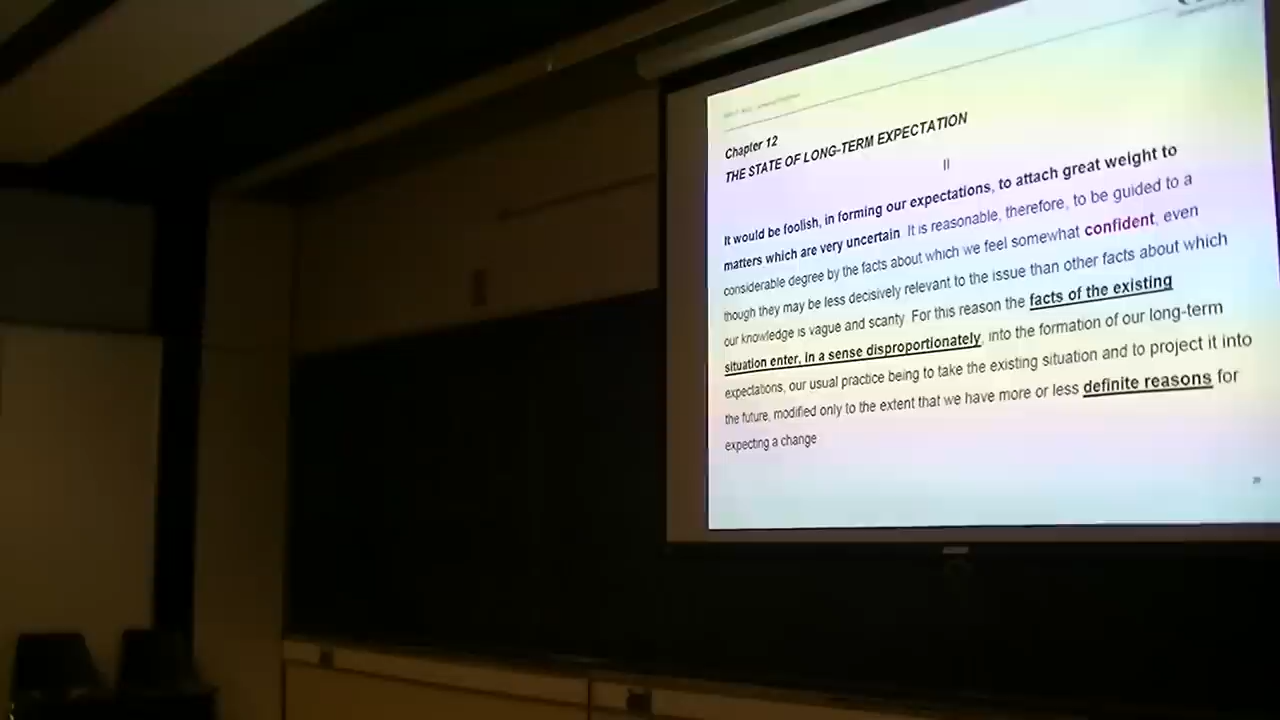 Chapter 12
THE STATE OF LONG-TERM EXPECTATION
II
It would be foolish, in forming our expectations, to attach great weight to
matters which are very uncertain It is reasonable, therefore, to be guided to a
considerable degree by the facts about which we feel somewhat confident, even
though they may be less decisively relevant to the issue than other facts about which
our knowledge is vague and scanty For this reason the facts of the existing
situation enter, in a sense disproportionately, into the formation of our long-term
expectations, our usual practice being to take the existing situation and to project it into
the future, modified only to the extent that we have more or less definite reasons for
expecting a change